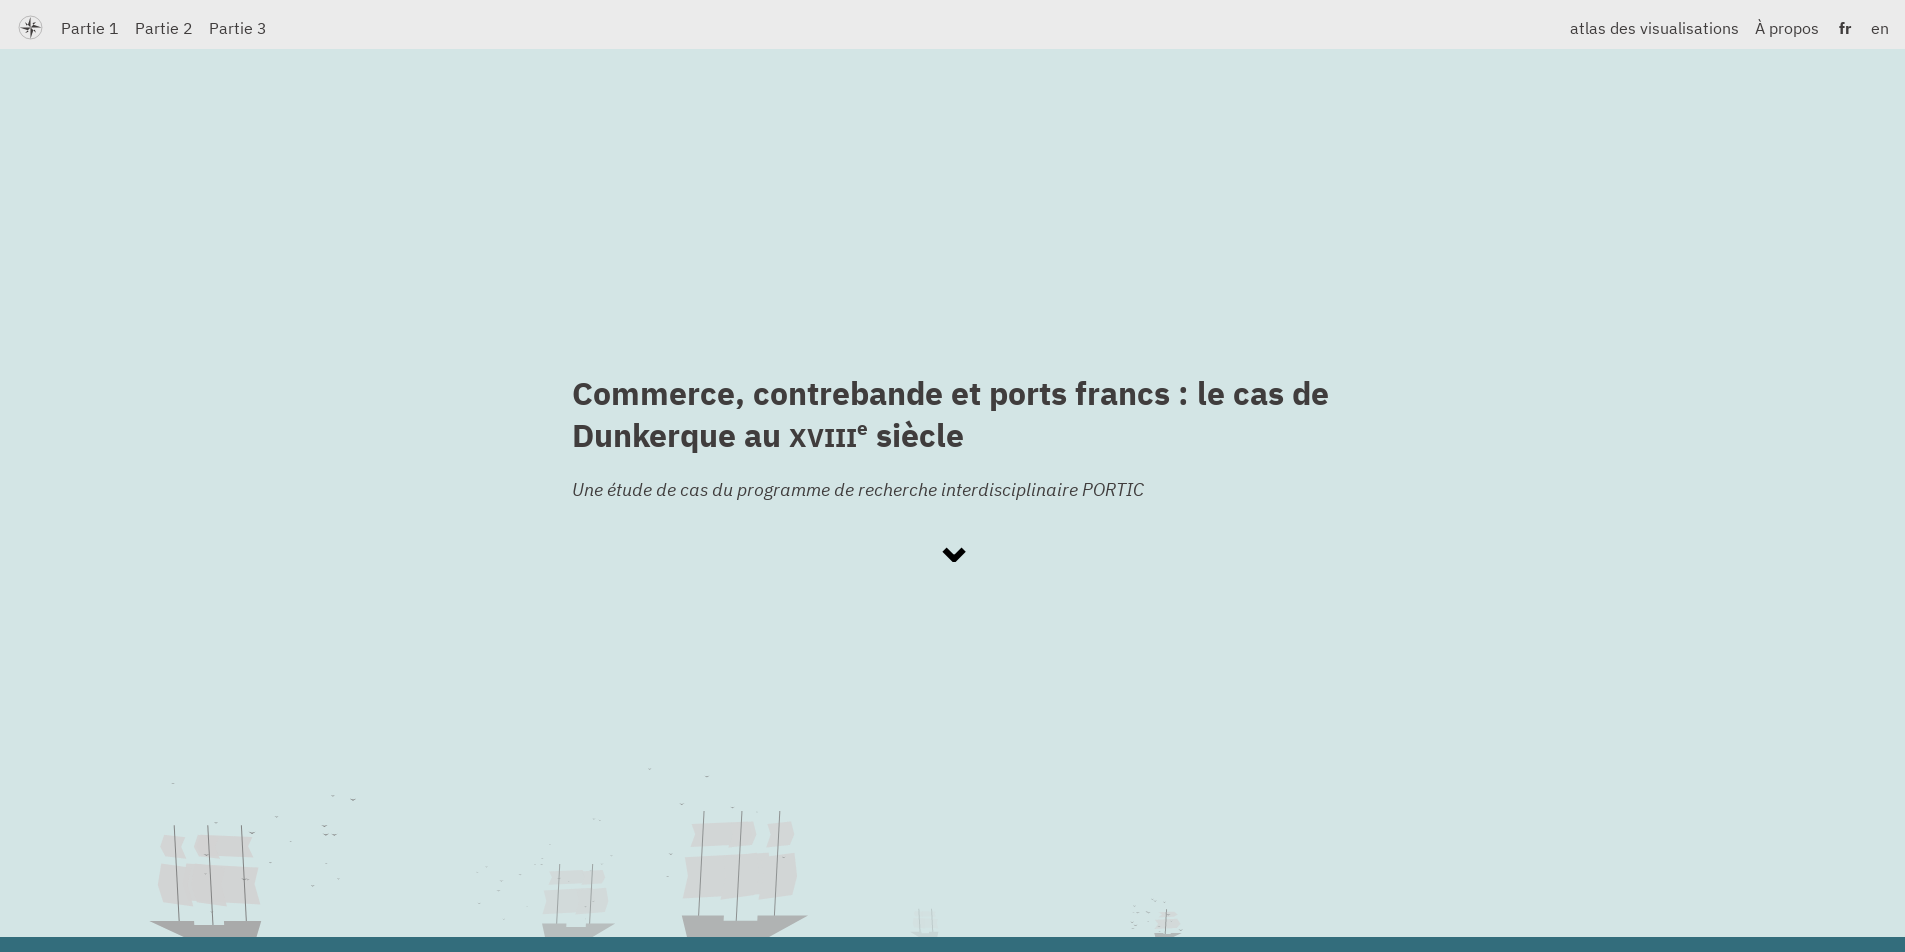 Partie 1 Partie 2 Partie 3 atlas des visualisations À propos fr en
Commerce, contrebande et ports francs : le cas de
Dunkerque au XVIIIe siècle
Une étude de cas du programme de recherche interdisciplinaire PORTIC